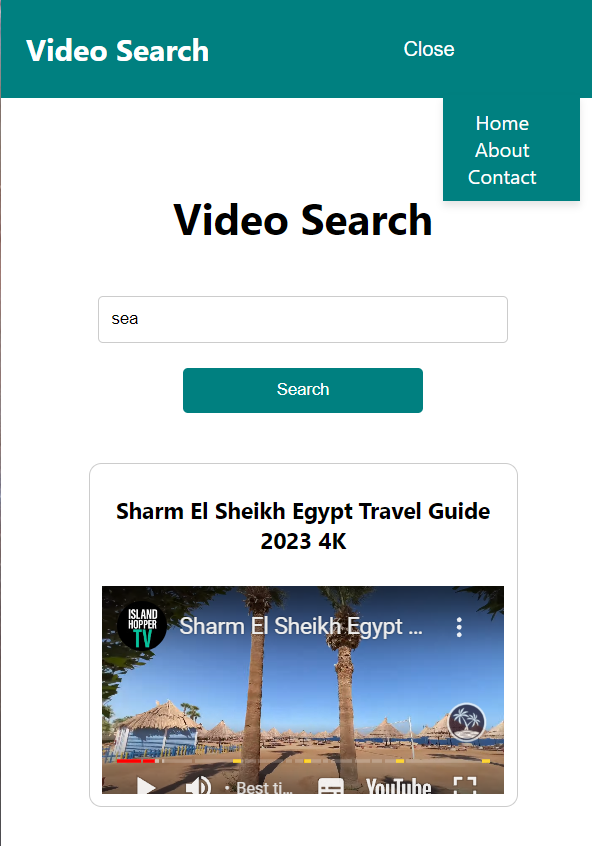 Video Search
Close
Home
About
Contact
Video Search
sea
Search
Sharm El Sheikh Egypt Travel Guide
2023 4K
ISLAND
HOPPER
TV
Sharm El Sheikh Egypt ...
• Best ti...
YouTube